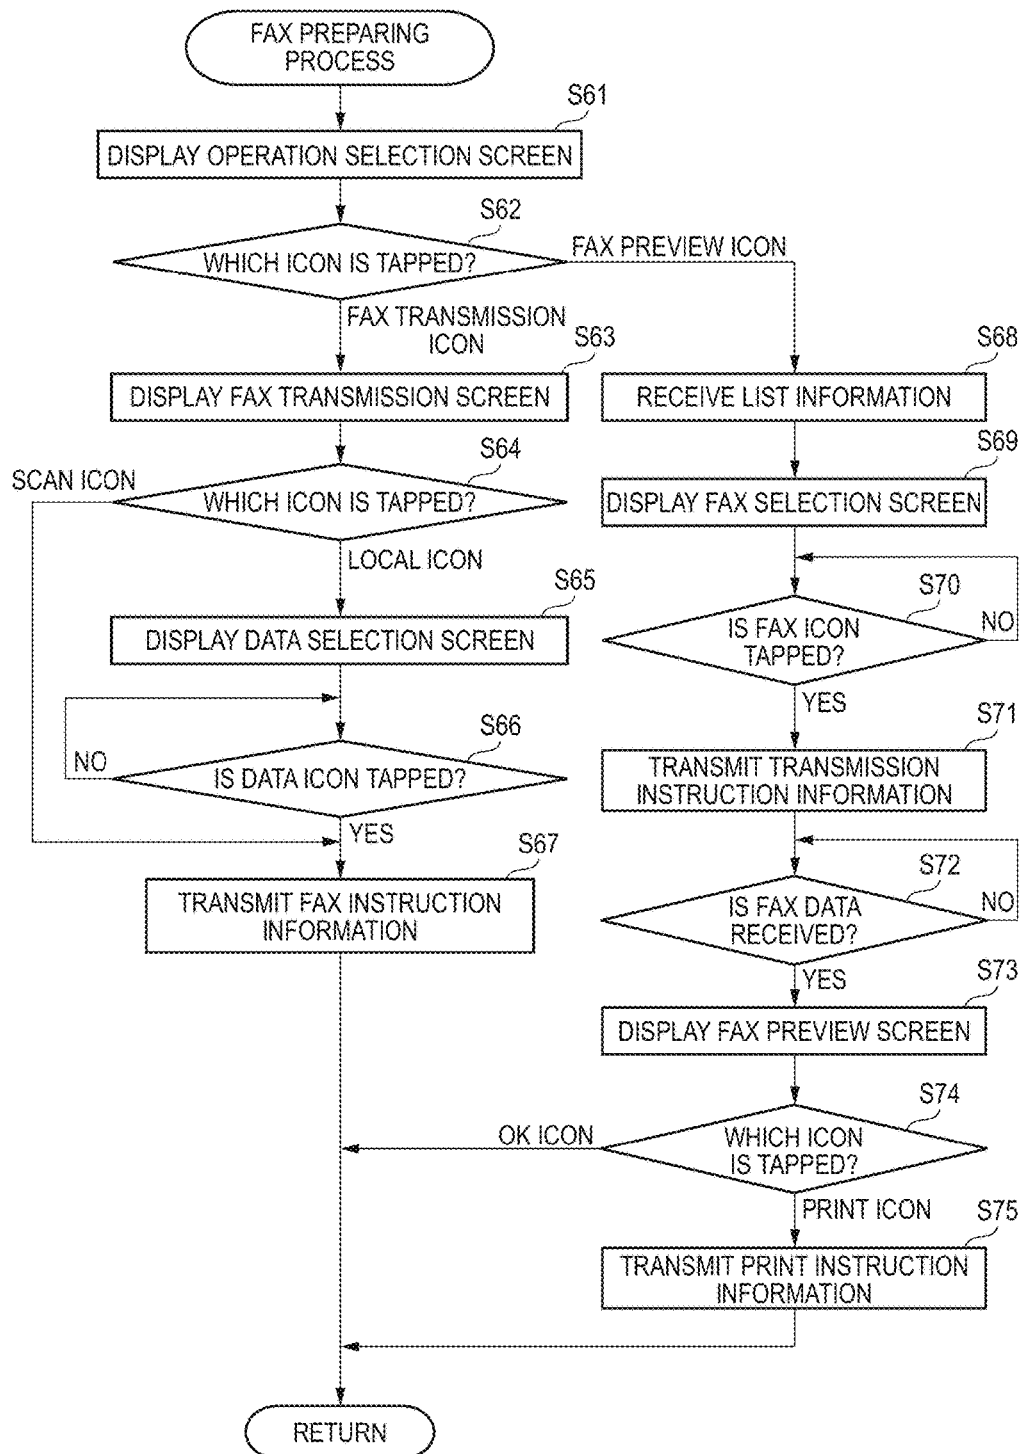 FAX PREPARING
PROCESS
S61
DISPLAY OPERATION SELECTION SCREEN
S62
WHICH ICON IS TAPPED?
FAX PREVIEW ICON
FAX TRANSMISSION
ICON
S63
DISPLAY FAX TRANSMISSION SCREEN
S64
SCAN ICON
WHICH ICON IS TAPPED?
LOCAL ICON
S65
DISPLAY DATA SELECTION SCREEN
S66
NO
IS DATA ICON TAPPED?
YES
S67
TRANSMIT FAX INSTRUCTION
INFORMATION
S68
RECEIVE LIST INFORMATION
S69
DISPLAY FAX SELECTION SCREEN
S70
IS FAX ICON
TAPPED?
NO
YES
S71
TRANSMIT TRANSMISSION
INSTRUCTION INFORMATION
S72
IS FAX DATA
RECEIVED?
NO
YES
S73
DISPLAY FAX PREVIEW SCREEN
S74
OK ICON
WHICH ICON
IS TAPPED?
PRINT ICON
S75
TRANSMIT PRINT INSTRUCTION
INFORMATION
RETURN